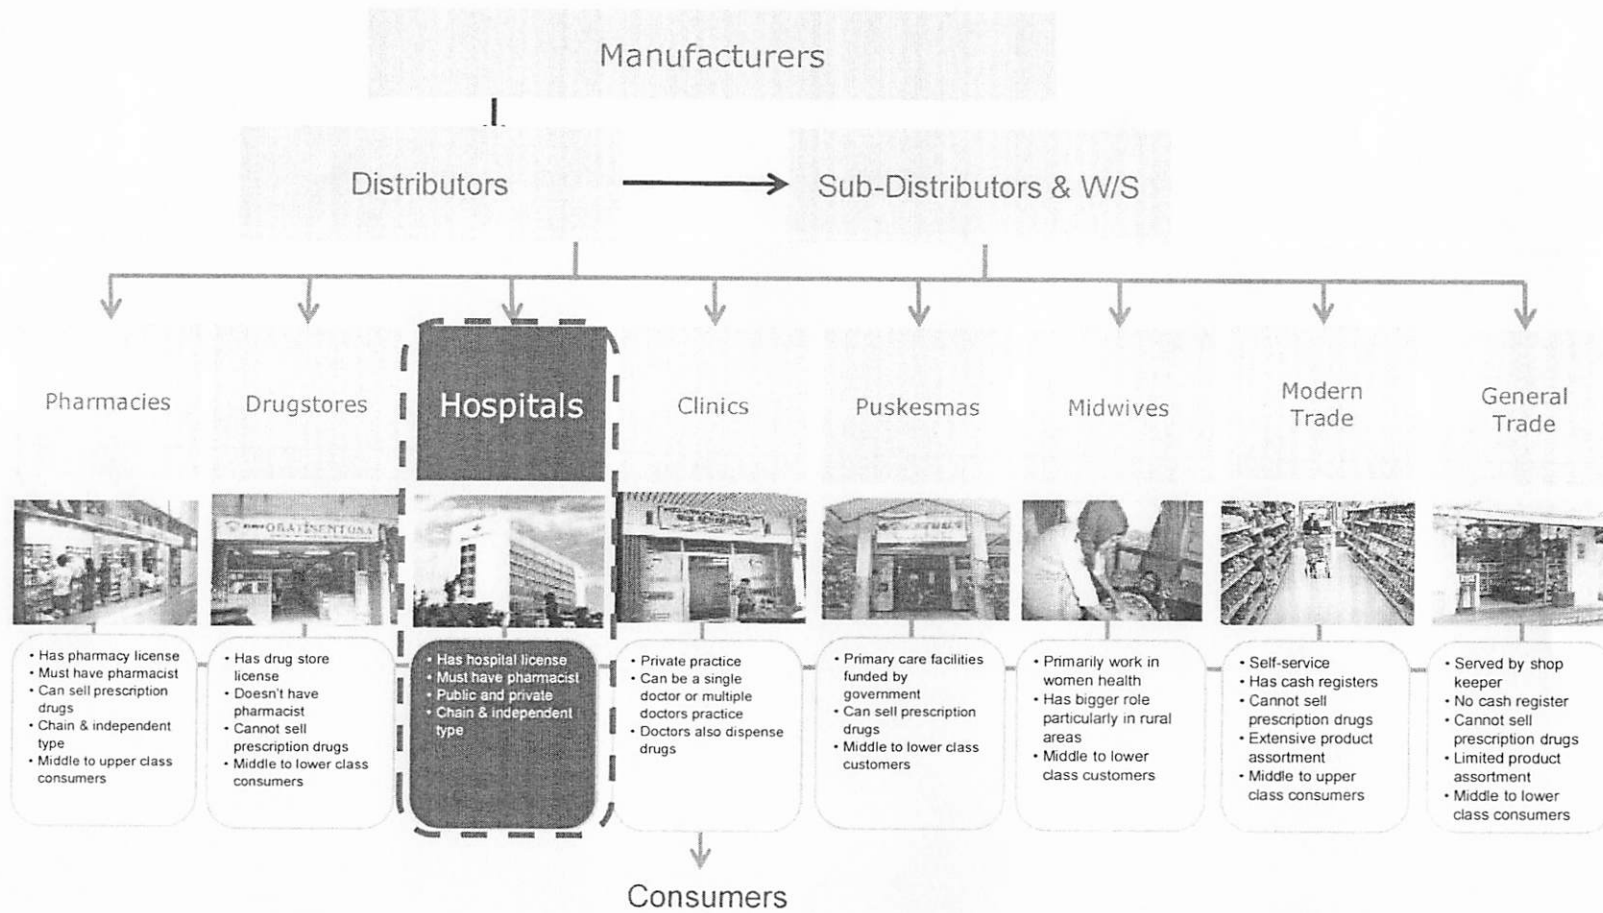 Manufacturers
Distributors
Sub-Distributors & W/S
Pharmacies
Drugstores
Hospitals
Clinics
Puskesmas
Midwives
Modern
Trade
General
Trade
OBAT SENTOSA
• Has pharmacy license
• Must have pharmacist
• Can sell prescription
drugs
• Chain & independent
type
• Middle to upper class
consumers
• Has drug store
license
• Doesn't have
pharmacist
• Cannot sell
prescription drugs
• Middle to lower class
consumers
• Has hospital license
• Must have pharmacist
• Public and private
• Chain & independent
type
• Private practice
• Can be a single
doctor or multiple
doctors practice
• Doctors also dispense
drugs
• Primary care facilities
funded by
government
• Can sell prescription
drugs
• Middle to lower class
customers
• Primarily work in
women health
• Has bigger role
particularly in rural
areas
• Middle to lower
class customers
• Self-service
• Has cash registers
• Cannot sell
prescription drugs
• Extensive product
assortment
• Middle to upper
class consumers
• Served by shop
keeper
• No cash register
• Cannot sell
prescription drugs
• Limited product
assortment
• Middle to lower
class consumers
Consumers